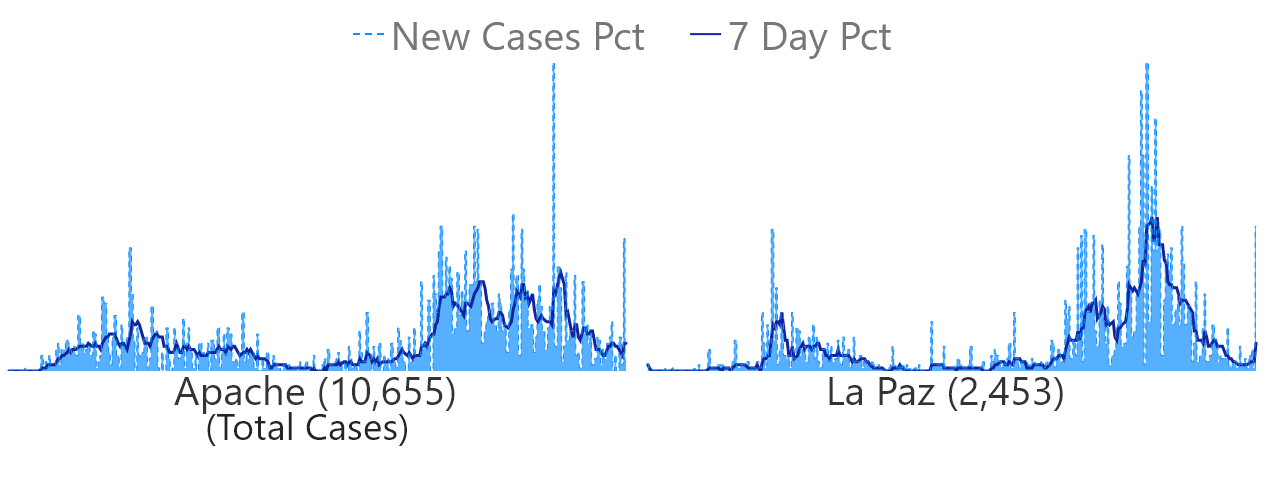 New Cases Pct 7 Day Pct
Apache (10,655) La Paz (2,453)
(Total Cases)